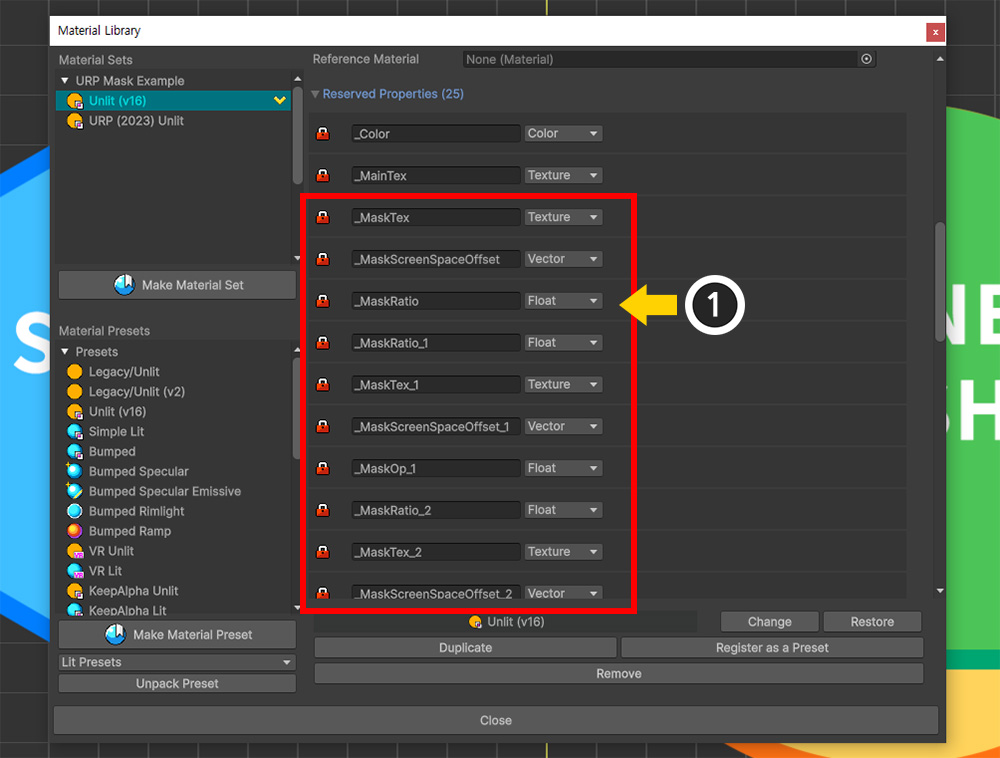 Material Library
x
Material Sets
URP Mask Example
Unlit (v16)
URP (2023) Unlit
Make Material Set
Material Presets
Presets
Legacy/Unlit
Legacy/Unlit (v2)
Unlit (v16)
Simple Lit
Bumped
Bumped Specular
Bumped Specular Emissive
Bumped Rimlight
Bumped Ramp
VR Unlit
VR Lit
KeepAlpha Unlit
KeepAlpha Lit
Make Material Preset
Lit Presets
Unpack Preset
Reference Material None (Material)
Reserved Properties (25)
_Color Color
_MainTex Texture
_MaskTex Texture
_MaskScreenSpaceOffset Vector
_MaskRatio Float
1
_MaskRatio_1 Float
_MaskTex_1 Texture
_MaskScreenSpaceOffset_1 Vector
_MaskOp_1 Float
_MaskRatio_2 Float
_MaskTex_2 Texture
_MaskScreenSpaceOffset_2 Vector
Unlit (v16) Change Restore
Duplicate Register as a Preset
Remove
Close
S
NE
SH